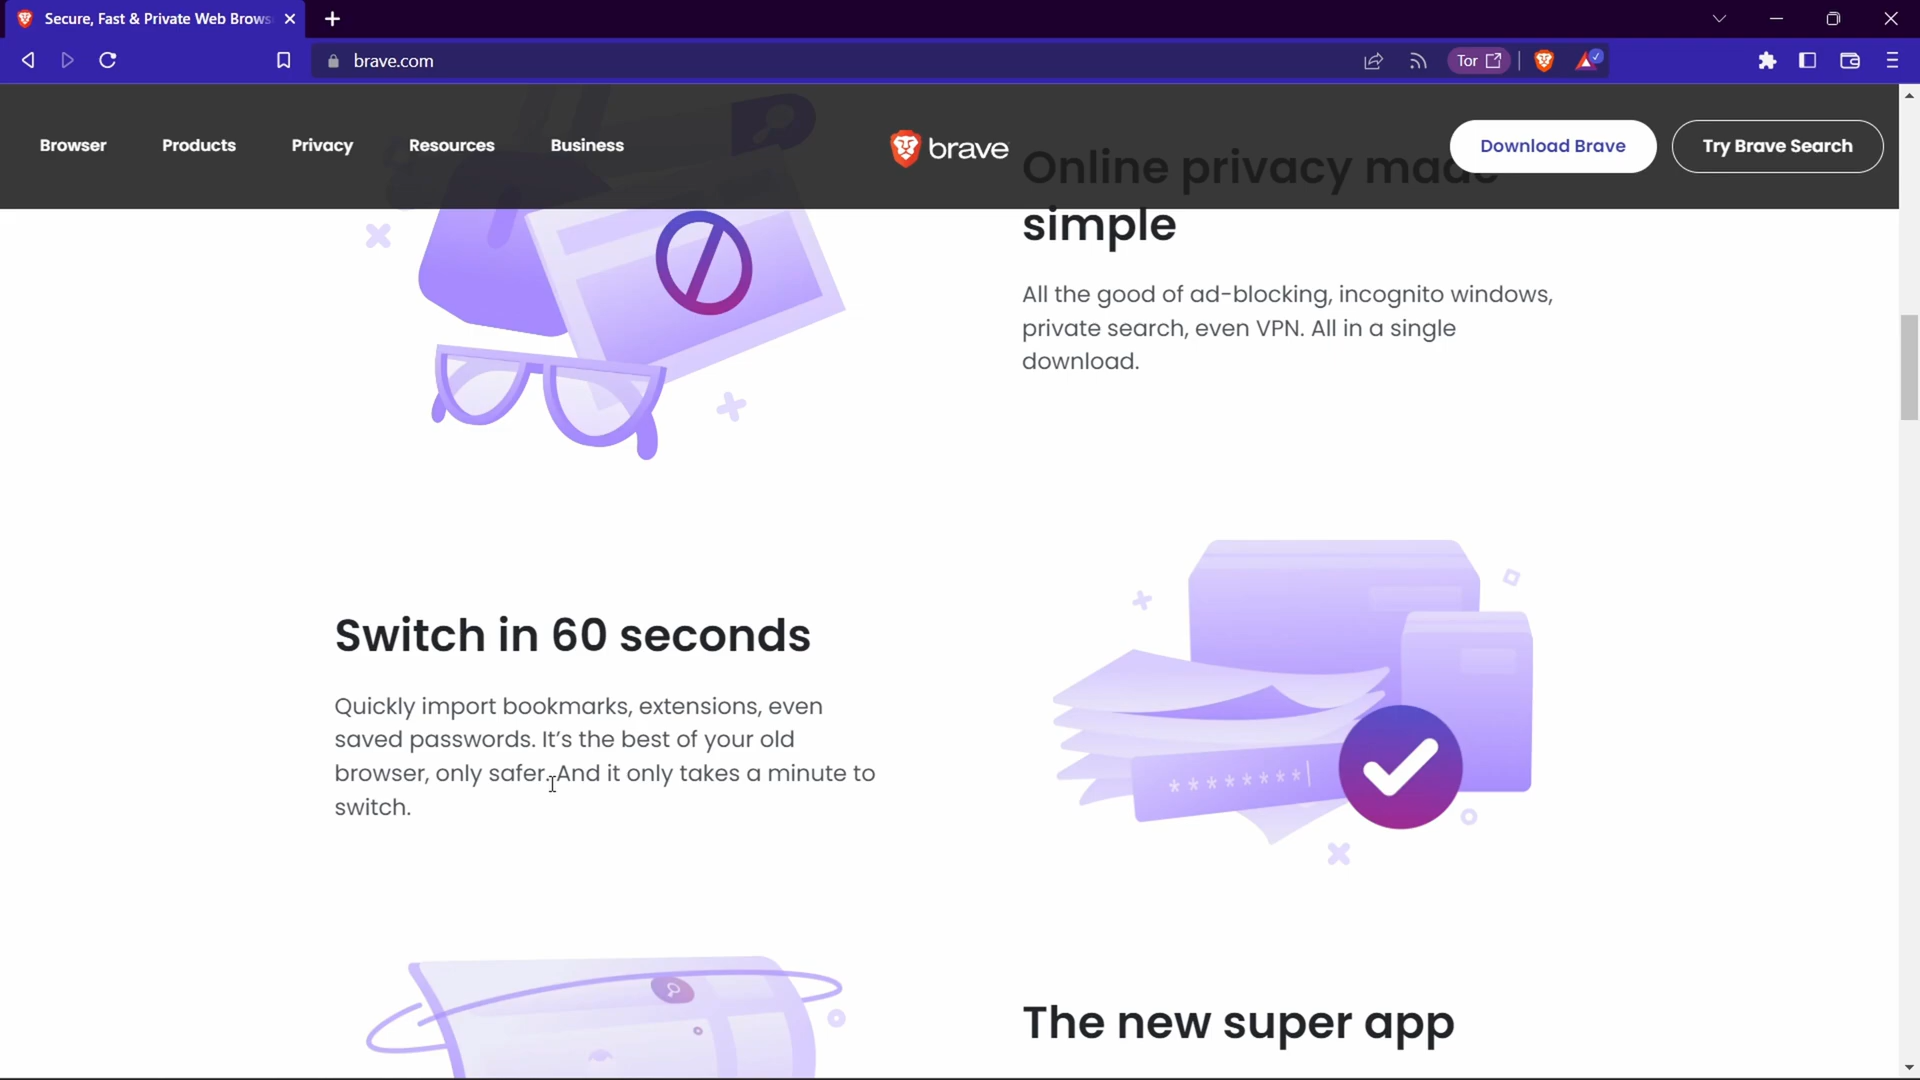 Secure, Fast & Private Web Brows
brave.com
Tor
Browser
Products
Privacy
Resources
Business
brave
Download Brave
Try Brave Search
Online privacy made
simple
All the good of ad-blocking, incognito windows,
private search, even VPN. All in a single
download.
Switch in 60 seconds
Quickly import bookmarks, extensions, even
saved passwords. It’s the best of your old
browser, only safer. And it only takes a minute to
switch.
********|
The new super app